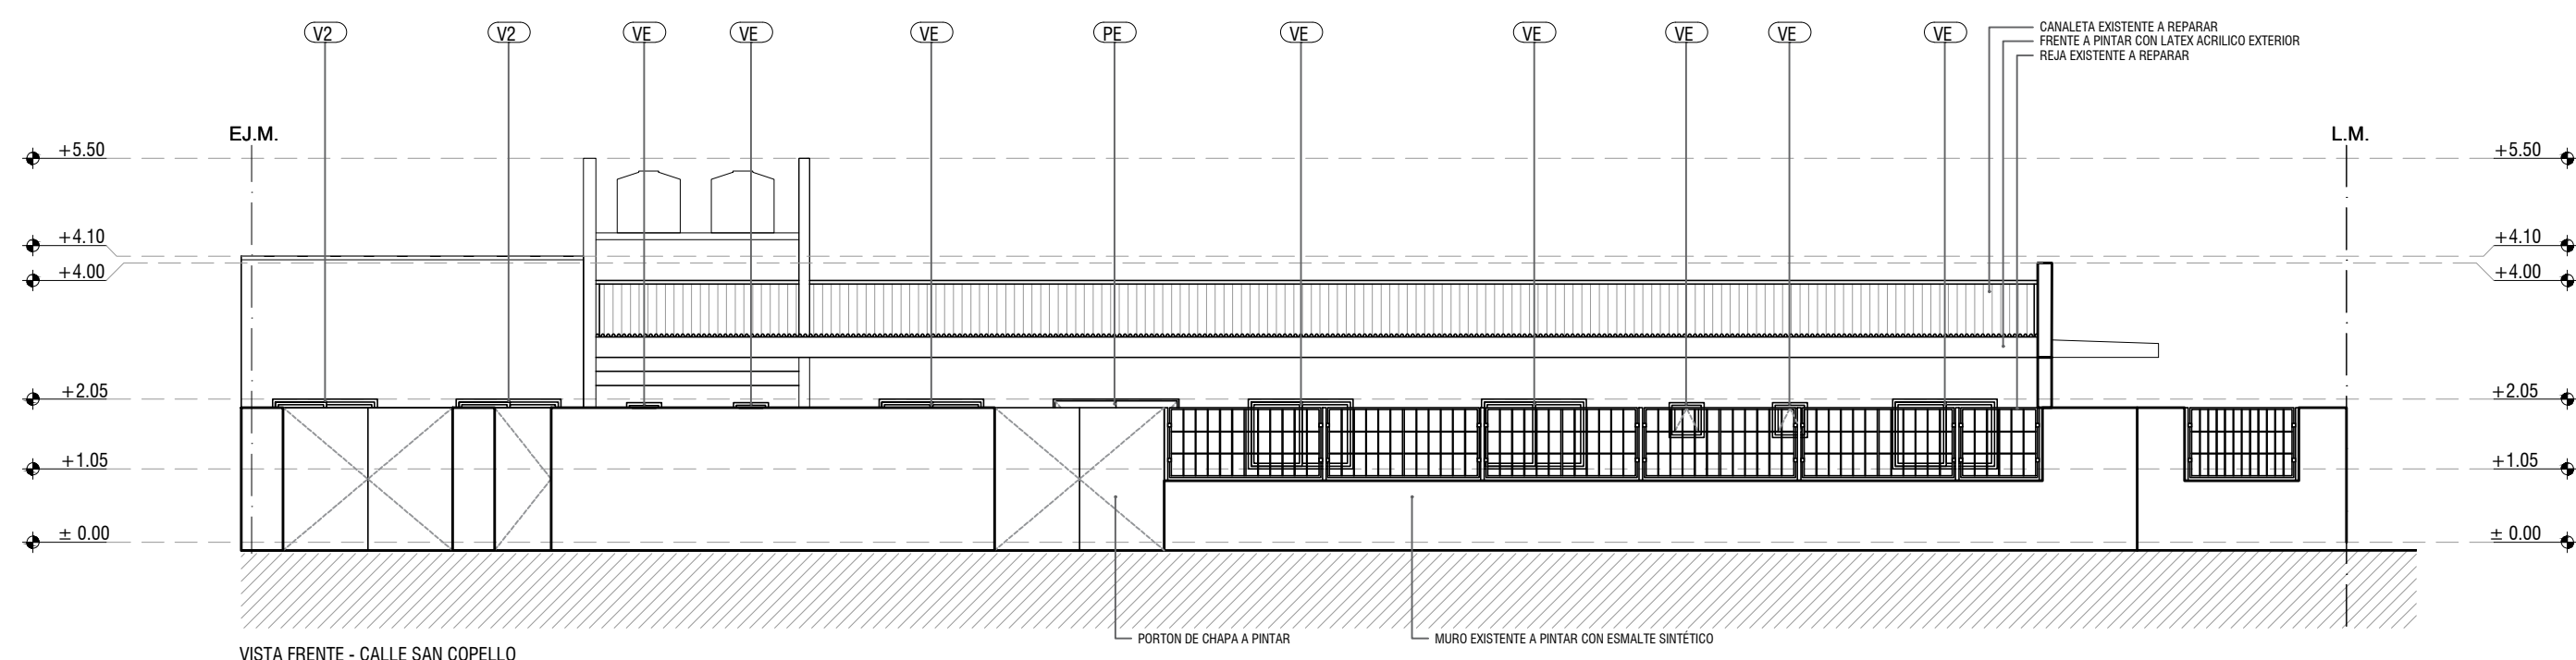 V2 V2 VE VE VE PE VE VE VE VE VE
CANALETA EXISTENTE A REPARAR
FRENTE A PINTAR CON LATEX ACRILICO EXTERIOR
REJA EXISTENTE A REPARAR
EJ.M. L.M.
+5.50 +5.50
+4.10 +4.10
+4.00 +4.00
+2.05 +2.05
+1.05 +1.05
± 0.00 ± 0.00
PORTON DE CHAPA A PINTAR
MURO EXISTENTE A PINTAR CON ESMALTE SINTÉTICO
VISTA FRENTE - CALLE SAN COPELLO